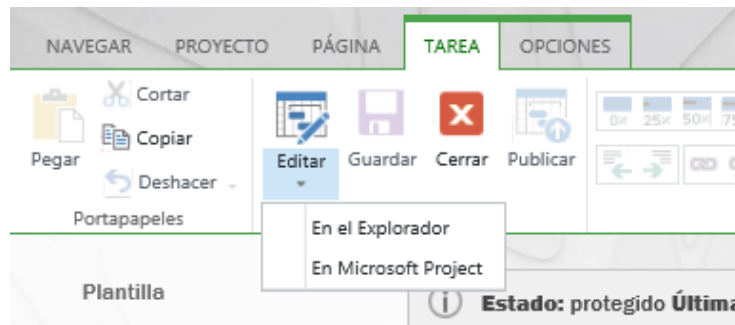 NAVEGAR PROYECTO PÁGINA TAREA OPCIONES
Cortar
Copiar
Deshacer
Pegar
Portapapeles
Editar Guardar Cerrar Publicar
0% 25% 50%
En el Explorador
En Microsoft Project
Plantilla
Estado: protegido Última